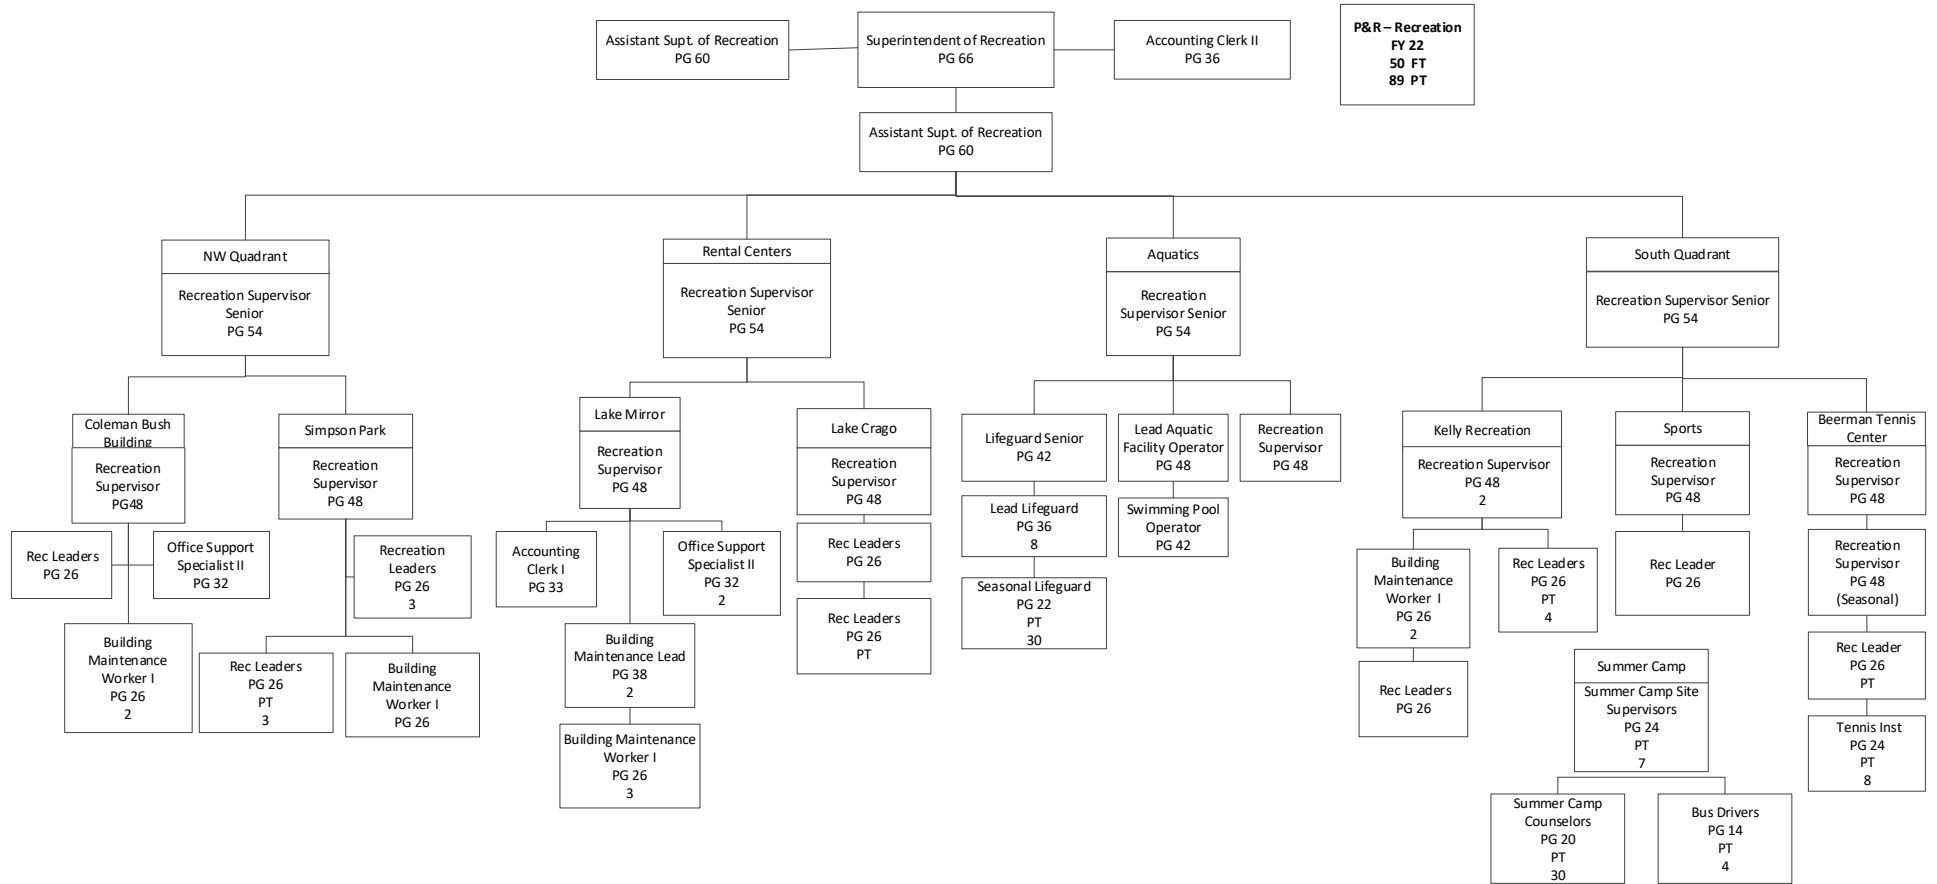 Assistant Supt. of Recreation
PG 60
Superintendent of Recreation
PG 66
Accounting Clerk II
PG 36
P&R – Recreation
FY 22
50 FT
89 PT
Assistant Supt. of Recreation
PG 60
NW Quadrant
Recreation Supervisor
Senior
PG 54
Rental Centers
Recreation Supervisor
Senior
PG 54
Aquatics
Recreation
Supervisor Senior
PG 54
South Quadrant
Recreation Supervisor Senior
PG 54
Coleman Bush
Building
Recreation
Supervisor
PG48
Rec Leaders
PG 26
Office Support
Specialist II
PG 32
Building
Maintenance
Worker I
PG 26
2
Simpson Park
Recreation
Supervisor
PG 48
Recreation
Leaders
PG 26
3
Rec Leaders
PG 26
PT
3
Building
Maintenance
Worker I
PG 26
Lake Mirror
Recreation
Supervisor
PG 48
Accounting
Clerk I
PG 33
Office Support
Specialist II
PG 32
2
Building
Maintenance Lead
PG 38
2
Building Maintenance
Worker I
PG 26
3
Lake Crago
Recreation
Supervisor
PG 48
Rec Leaders
PG 26
Rec Leaders
PG 26
PT
Lifeguard Senior
PG 42
Lead Lifeguard
PG 36
8
Seasonal Lifeguard
PG 22
PT
30
Lead Aquatic
Facility Operator
PG 48
Swimming Pool
Operator
PG 42
Recreation
Supervisor
PG 48
Kelly Recreation
Recreation Supervisor
PG 48
2
Building
Maintenance
Worker I
PG 26
2
Rec Leaders
PG 26
Rec Leaders
PG 26
PT
4
Sports
Recreation
Supervisor
PG 48
Rec Leader
PG 26
Beerman Tennis
Center
Recreation
Supervisor
PG 48
Recreation
Supervisor
PG 48
(Seasonal)
Rec Leader
PG 26
PT
Tennis Inst
PG 24
PT
8
Summer Camp
Summer Camp Site
Supervisors
PG 24
PT
7
Summer Camp
Counselors
PG 20
PT
30
Bus Drivers
PG 14
PT
4